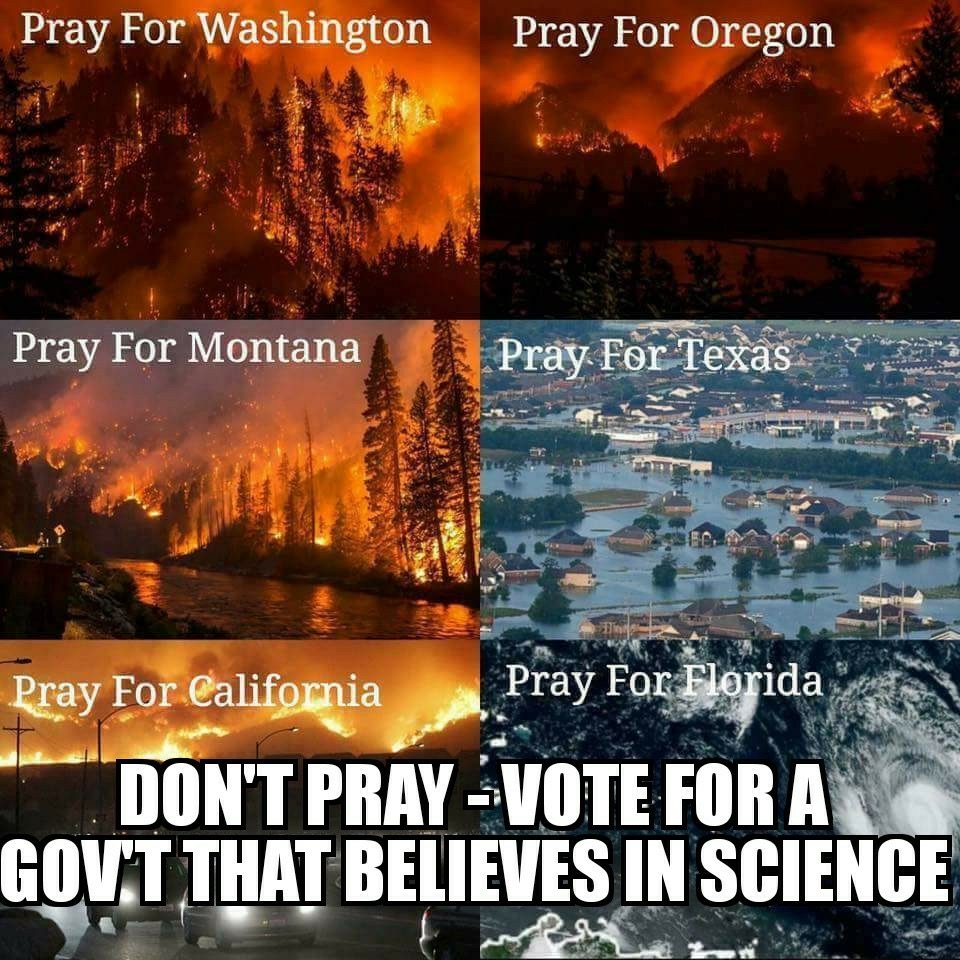 Pray For Washington
Pray For Oregon
Pray For Montana
Pray For Texas
Pray For California
Pray For Florida
DON'T PRAY - VOTE FOR A
GOV'T THAT BELIEVES IN SCIENCE